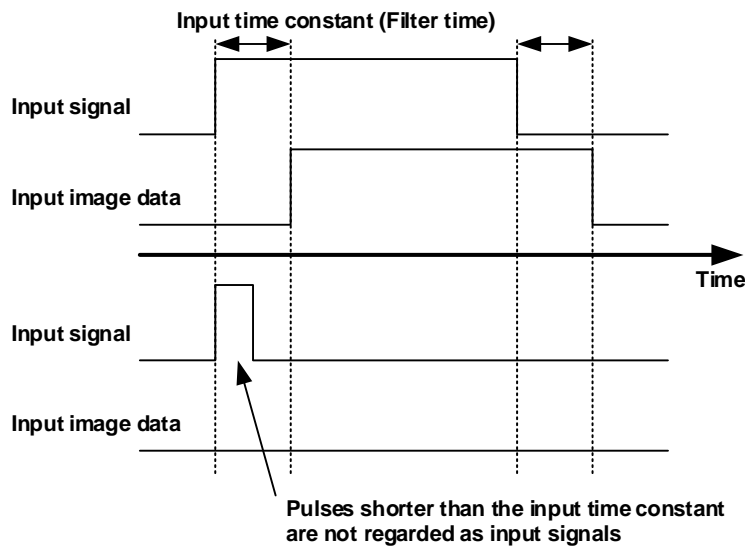 Input time constant (Filter time)
Input signal
Input image data
Time
Input signal
Input image data
Pulses shorter than the input time constant
are not regarded as input signals